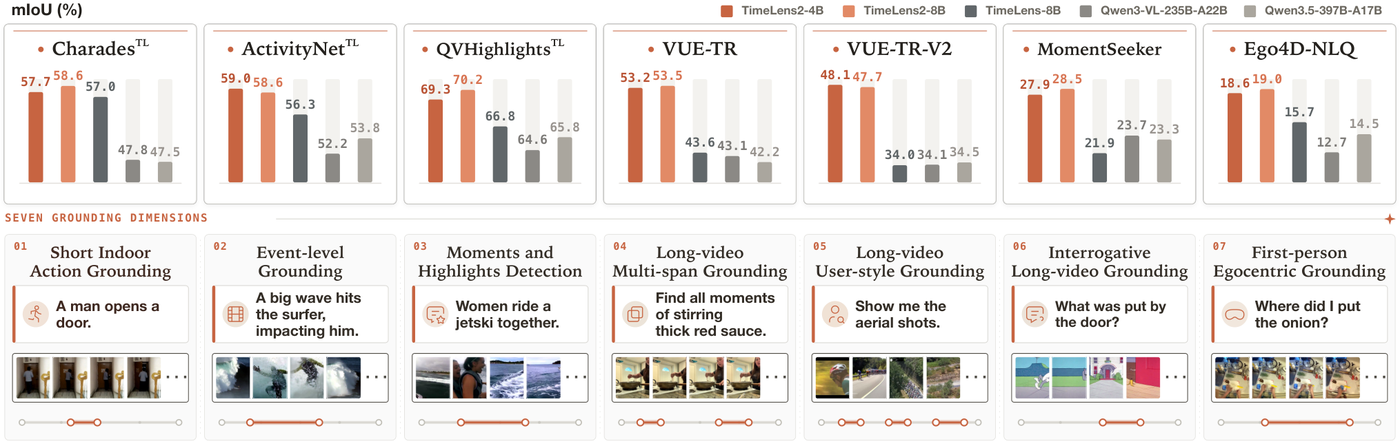 mIoU (%)
TimeLens2-4B TimeLens2-8B TimeLens-8B Qwen3-VL-235B-A22B Qwen3.5-397B-A17B
• Charades^TL
57.7 58.6 57.0 47.8 47.5
• ActivityNet^TL
59.0 58.6 56.3 52.2 53.8
• QVHighlights^TL
69.3 70.2 66.8 64.6 65.8
• VUE-TR
53.2 53.5 43.6 43.1 42.2
• VUE-TR-V2
48.1 47.7 34.0 34.1 34.5
• MomentSeeker
27.9 28.5 21.9 23.7 23.3
• Ego4D-NLQ
18.6 19.0 15.7 12.7 14.5
SEVEN GROUNDING DIMENSIONS
01
Short Indoor
Action Grounding
A man opens a
door.
...
02
Event-level
Grounding
A big wave hits
the surfer,
impacting him.
...
03
Moments and
Highlights Detection
Women ride a
jetski together.
...
04
Long-video
Multi-span Grounding
Find all moments
of stirring
thick red sauce.
...
05
Long-video
User-style Grounding
Show me the
aerial shots.
...
06
Interrogative
Long-video Grounding
What was put by
the door?
...
07
First-person
Egocentric Grounding
Where did I put
the onion?
...